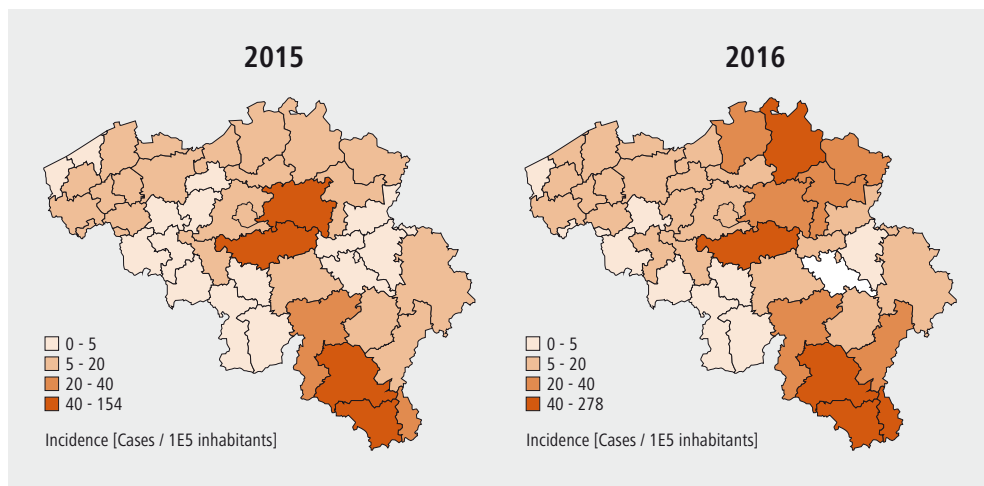 2015
0 - 5
5 - 20
20 - 40
40 - 154
Incidence [Cases / 1E5 inhabitants]
2016
0 - 5
5 - 20
20 - 40
40 - 278
Incidence [Cases / 1E5 inhabitants]